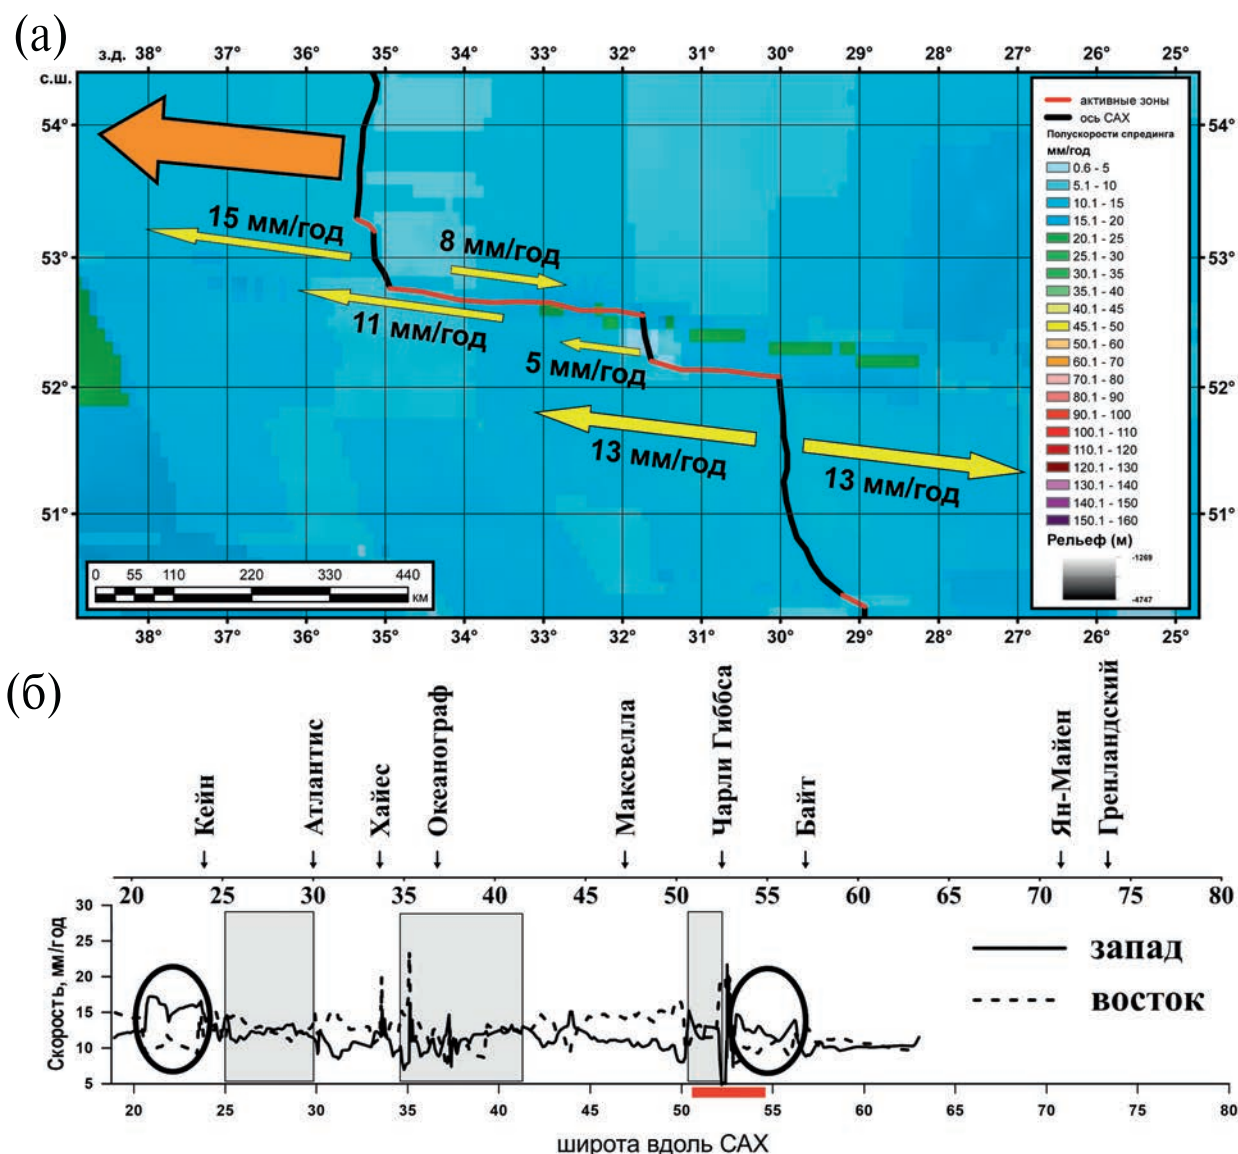 (а)
з.д. 38° 37° 36° 35° 34° 33° 32° 31° 30° 29° 28° 27° 26° 25°
с.ш.
54° 54°
53° 53°
52° 52°
51° 51°
15 мм/год
8 мм/год
11 мм/год
5 мм/год
13 мм/год
13 мм/год
активные зоны
ось САХ
Полускорости спрединга
мм/год
0.6 - 5
5.1 - 10
10.1 - 15
15.1 - 20
20.1 - 25
25.1 - 30
30.1 - 35
35.1 - 40
40.1 - 45
45.1 - 50
50.1 - 60
60.1 - 70
70.1 - 80
80.1 - 90
90.1 - 100
100.1 - 110
110.1 - 120
120.1 - 130
130.1 - 140
140.1 - 150
150.1 - 160
Рельеф (м)
-1269
-4747
0 55 110 220 330 440
км
38° 37° 36° 35° 34° 33° 32° 31° 30° 29° 28° 27° 26° 25°
(б)
Кейн
Атлантис
Хайес
Океанограф
Максвелла
Чарли Гиббса
Байт
Ян-Майен
Гренландский
20 25 30 35 40 45 50 55 60 65 70 75 80
Скорость, мм/год
30
25
20
15
10
5
запад
восток
20 25 30 35 40 45 50 55 60 65 70 75 80
широта вдоль САХ